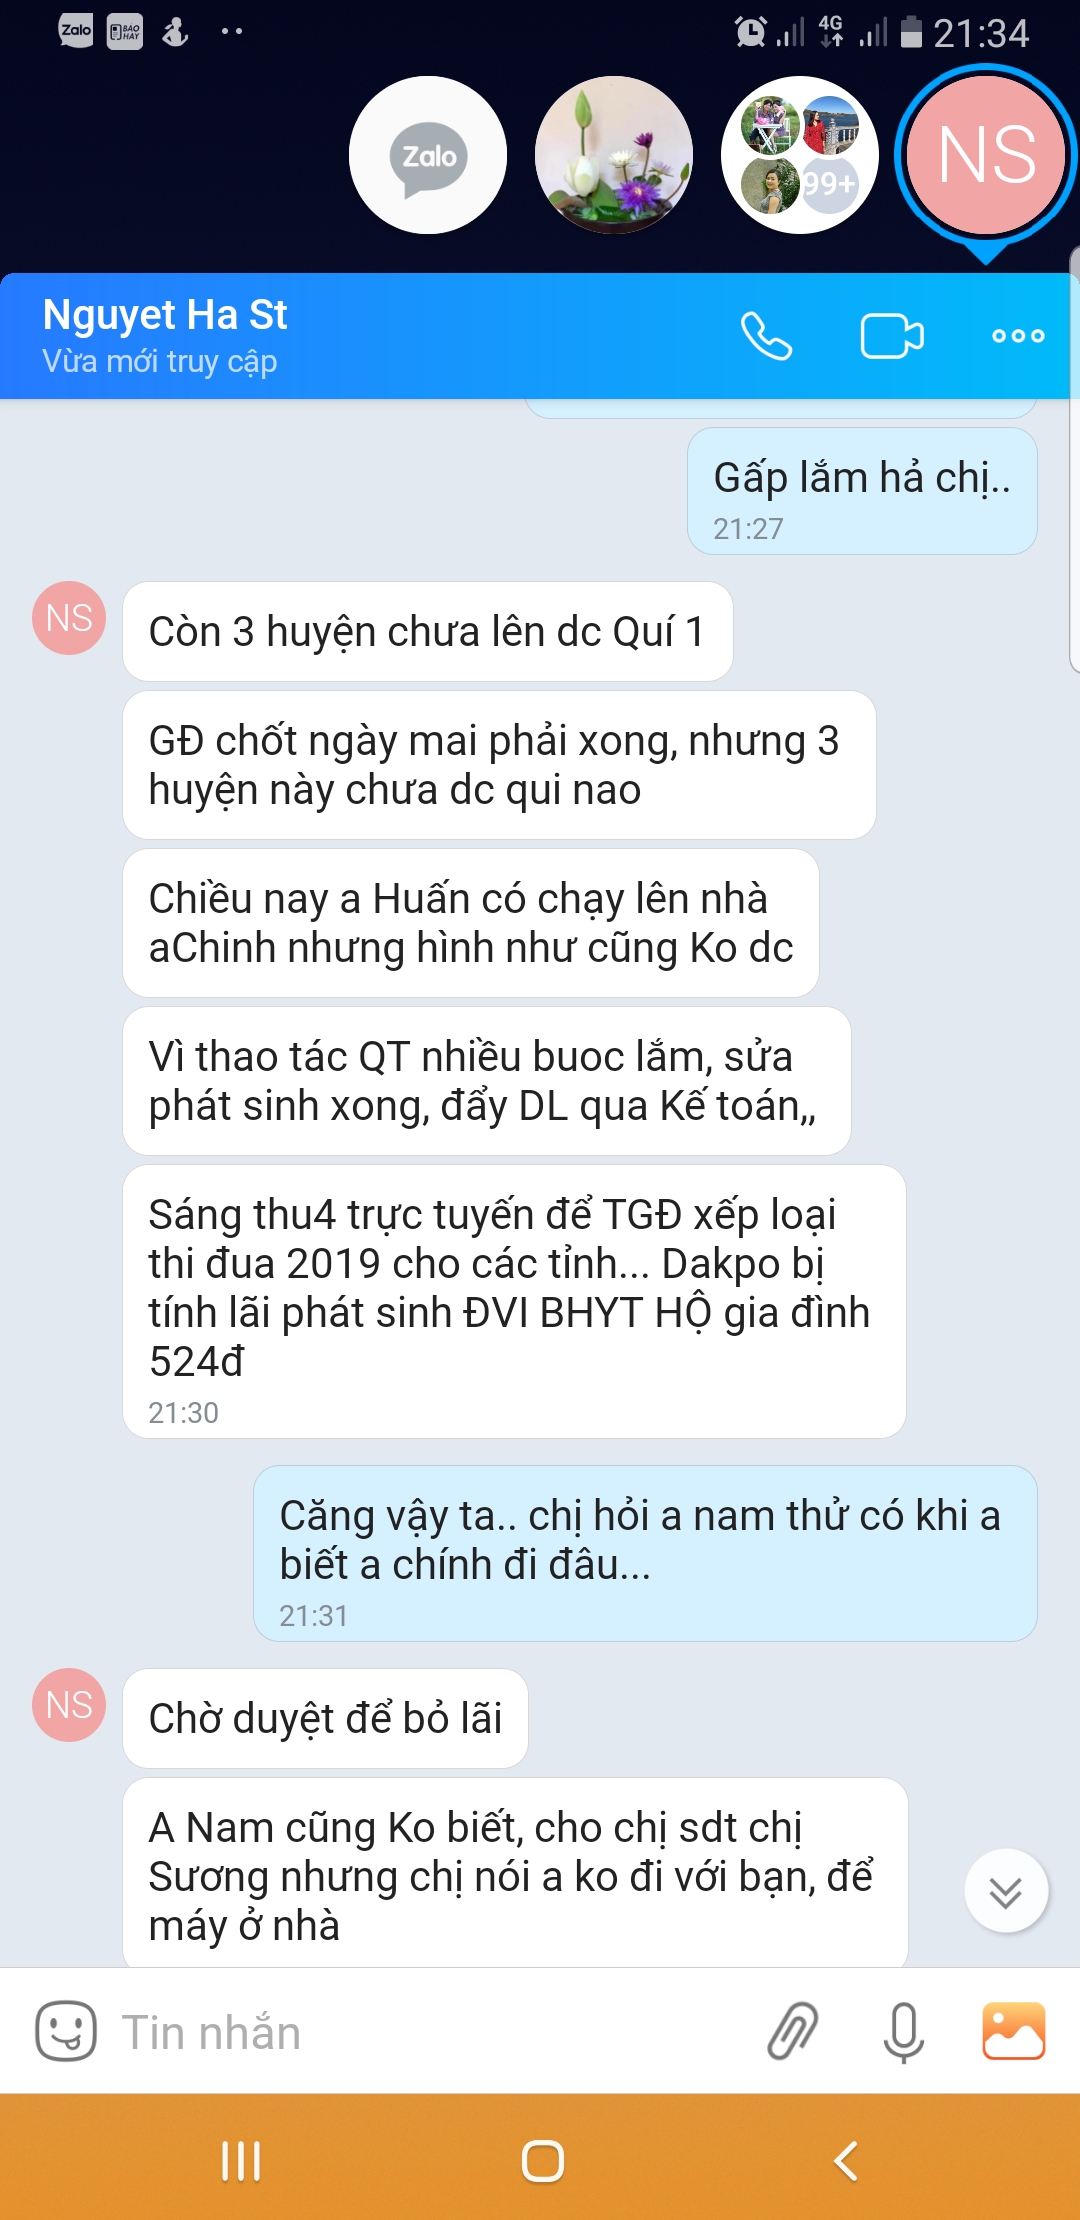 Zalo
BÁO
HAY
4G
21:34
Zalo
99+
NS
Nguyet Ha St
Vừa mới truy cập
Gấp lắm hả chị..
21:27
NS
Còn 3 huyện chưa lên dc Quí 1
GĐ chốt ngày mai phải xong, nhưng 3
huyện này chưa dc qui nao
Chiều nay a Huấn có chạy lên nhà
aChinh nhưng hình như cũng Ko dc
Vì thao tác QT nhiều buoc lắm, sửa
phát sinh xong, đẩy DL qua Kế toán,,
Sáng thu4 trực tuyến để TGĐ xếp loại
thi đua 2019 cho các tỉnh... Dakpo bị
tính lãi phát sinh ĐVI BHYT HỘ gia đình
524đ
21:30
Căng vậy ta.. chị hỏi a nam thử có khi a
biết a chính đi đâu...
21:31
NS
Chờ duyệt để bỏ lãi
A Nam cũng Ko biết, cho chị sdt chị
Sương nhưng chị nói a ko đi với bạn, để
máy ở nhà
Tin nhắn